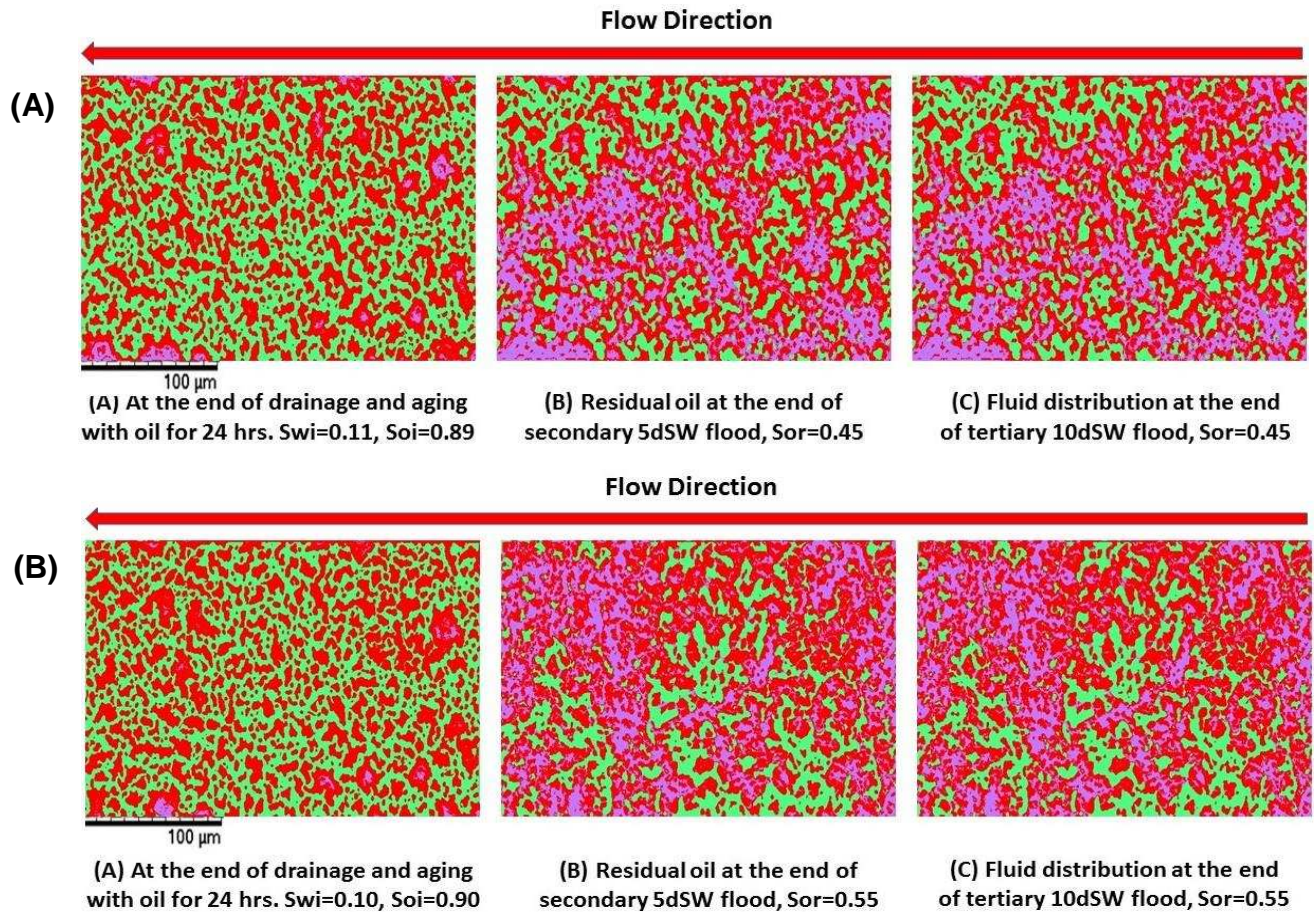 Flow Direction
(A)
100 µm
(A) At the end of drainage and aging
with oil for 24 hrs. Swi=0.11, Soi=0.89
(B) Residual oil at the end of
secondary 5dSW flood, Sor=0.45
(C) Fluid distribution at the end
of tertiary 10dSW flood, Sor=0.45
Flow Direction
(B)
100 µm
(A) At the end of drainage and aging
with oil for 24 hrs. Swi=0.10, Soi=0.90
(B) Residual oil at the end of
secondary 5dSW flood, Sor=0.55
(C) Fluid distribution at the end
of tertiary 10dSW flood, Sor=0.55